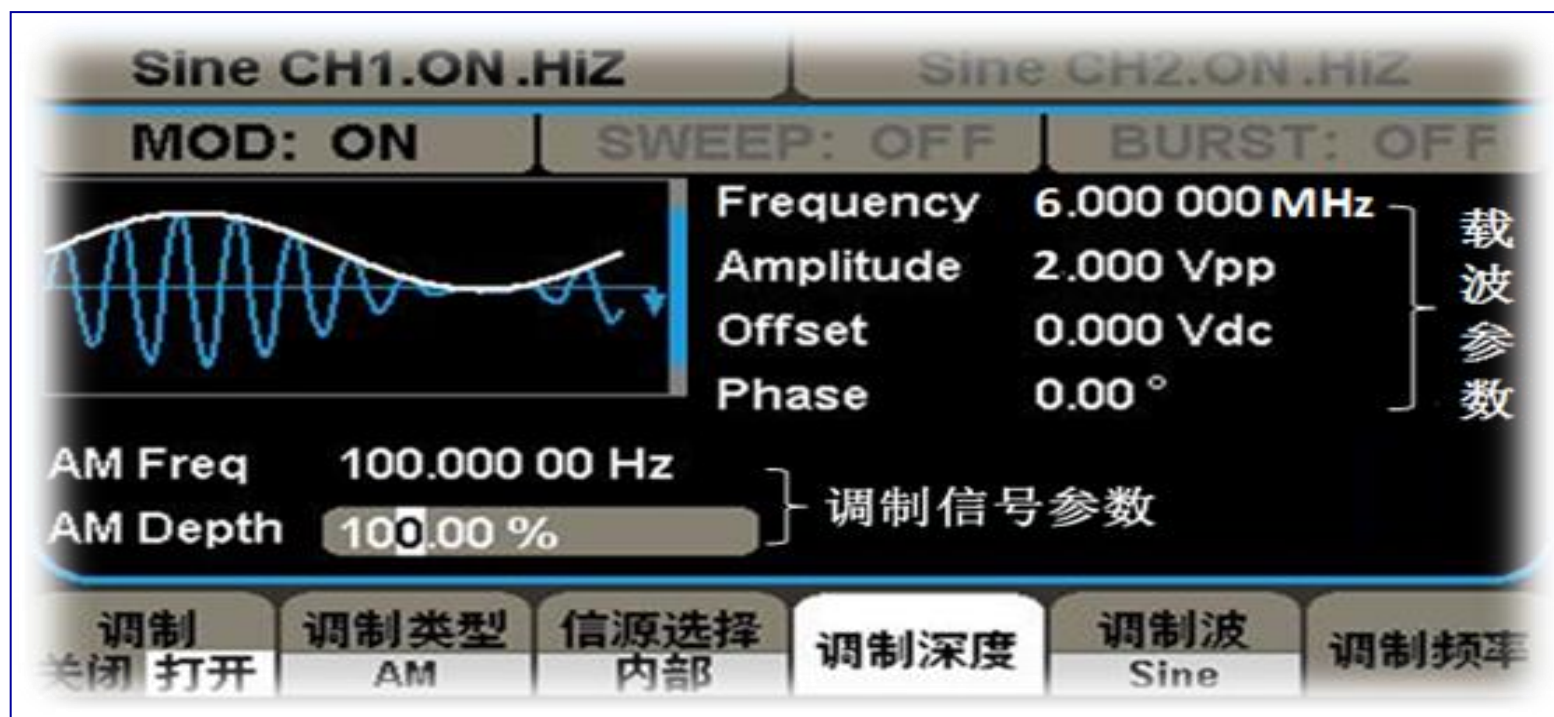 Sine CH1.ON.HiZ
Sine CH2.ON.HiZ
MOD: ON
SWEEP: OFF
BURST: OFF
Frequency 6.000 000 MHz
Amplitude 2.000 Vpp
Offset 0.000 Vdc
Phase 0.00 °
载波参数
AM Freq 100.000 00 Hz
AM Depth 100.00 %
调制信号参数
调制
关闭 打开
调制类型
AM
信源选择
内部
调制深度
调制波
Sine
调制频率